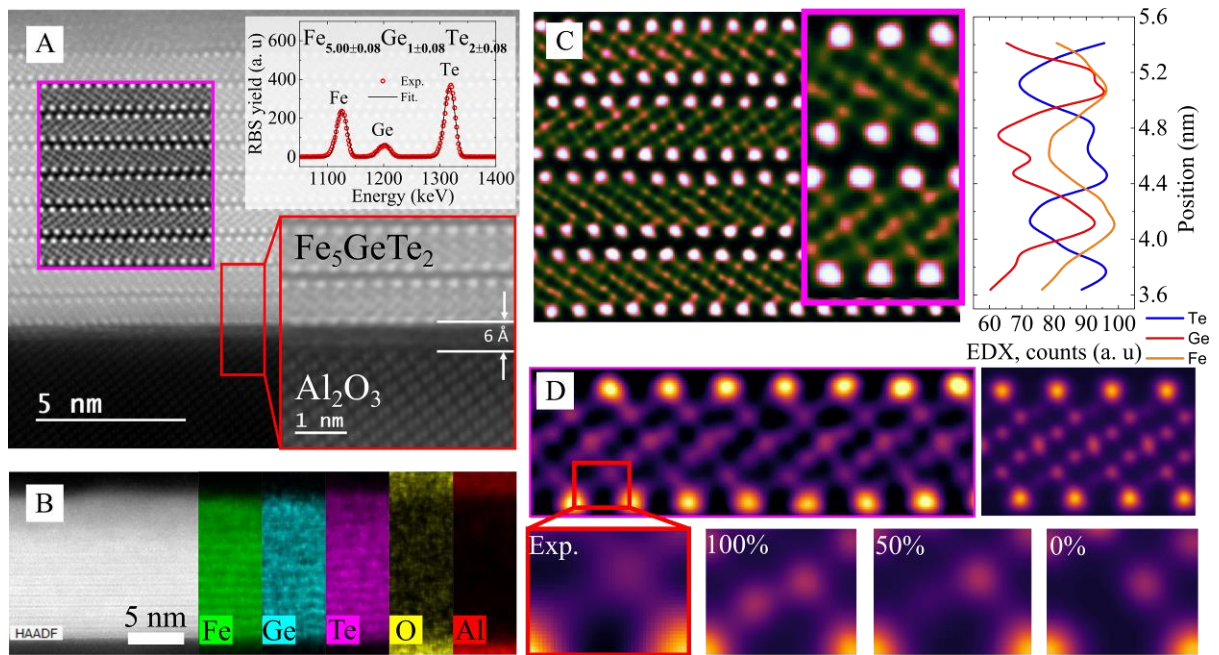 A
Fe5.00±0.08Ge1±0.08Te2±0.08
RBS yield (a. u)
600
400
200
0
Exp.
Fit.
Fe
Ge
Te
1100
1200
1300
1400
Energy (keV)
Fe5GeTe2
6 Å
Al2O3
1 nm
5 nm
B
HAADF
5 nm
Fe
Ge
Te
O
Al
C
5.6
5.2
4.8
4.4
4.0
3.6
Position (nm)
60 70 80 90 100
EDX, counts (a. u)
Te
Ge
Fe
D
Exp.
100%
50%
0%